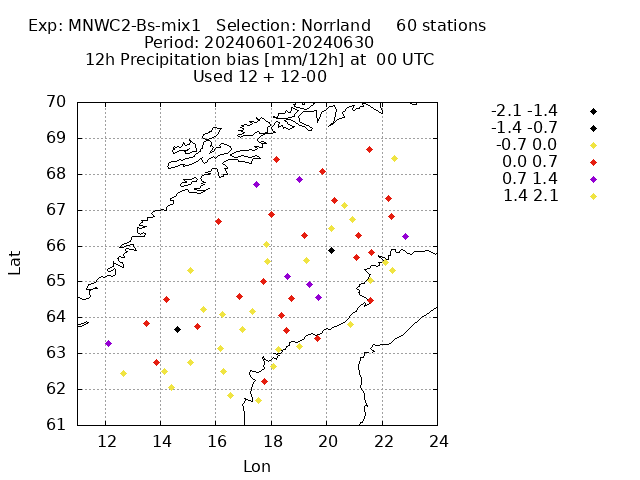 Exp: MNWC2-Bs-mix1 Selection: Norrland 60 stations
Period: 20240601-20240630
12h Precipitation bias [mm/12h] at 00 UTC
Used 12 + 12-00
-2.1 -1.4
-1.4 -0.7
-0.7 0.0
0.0 0.7
0.7 1.4
1.4 2.1
70
69
68
67
66
65
64
63
62
61
Lat
12 14 16 18 20 22 24
Lon